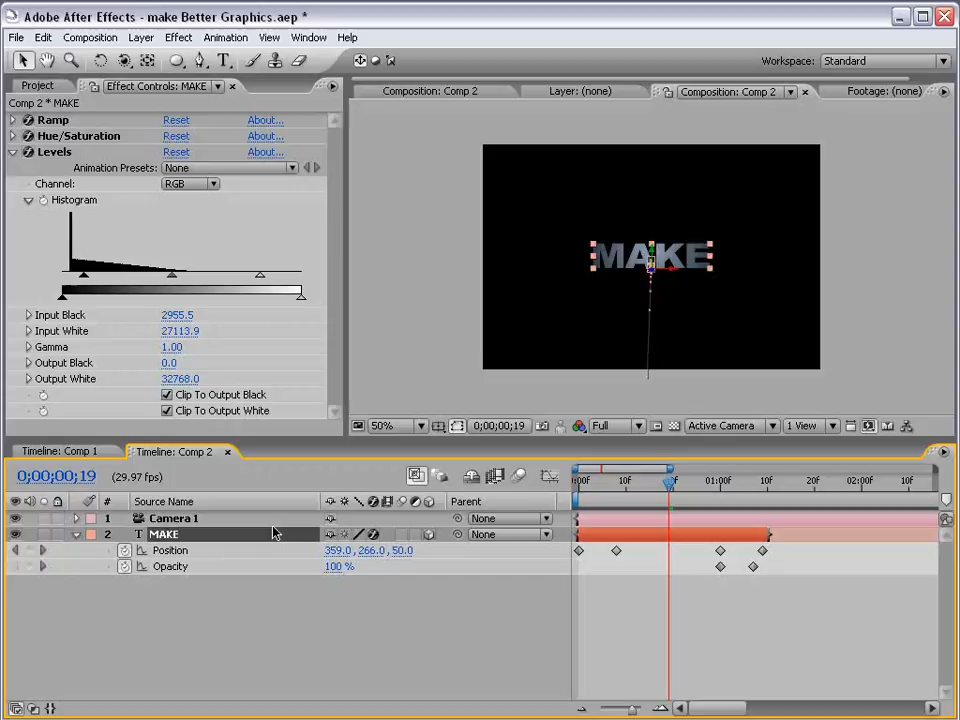 Adobe After Effects - make Better Graphics.aep *
File Edit Composition Layer Effect Animation View Window Help
T
Workspace: Standard
Project Effect Controls: MAKE
Composition: Comp 2 Layer: (none) Composition: Comp 2 Footage: (none)
Comp 2 * MAKE
Ramp Reset About...
Hue/Saturation Reset About...
Levels Reset About...
Animation Presets: None
Channel: RGB
Histogram
Input Black 2955.5
Input White 27113.9
Gamma 1.00
Output Black 0.0
Output White 32768.0
Clip To Output Black
Clip To Output White
MAKE
50% 0;00;00;19 Full Active Camera 1 View
Timeline: Comp 1 Timeline: Comp 2
0;00;00;19 (29.97 fps)
:00F 10F 01:00F 10F 02:00F 10F
# Source Name Parent
1 Camera 1 None
2 T MAKE None
Position 359.0, 266.0, 50.0
Opacity 100 %